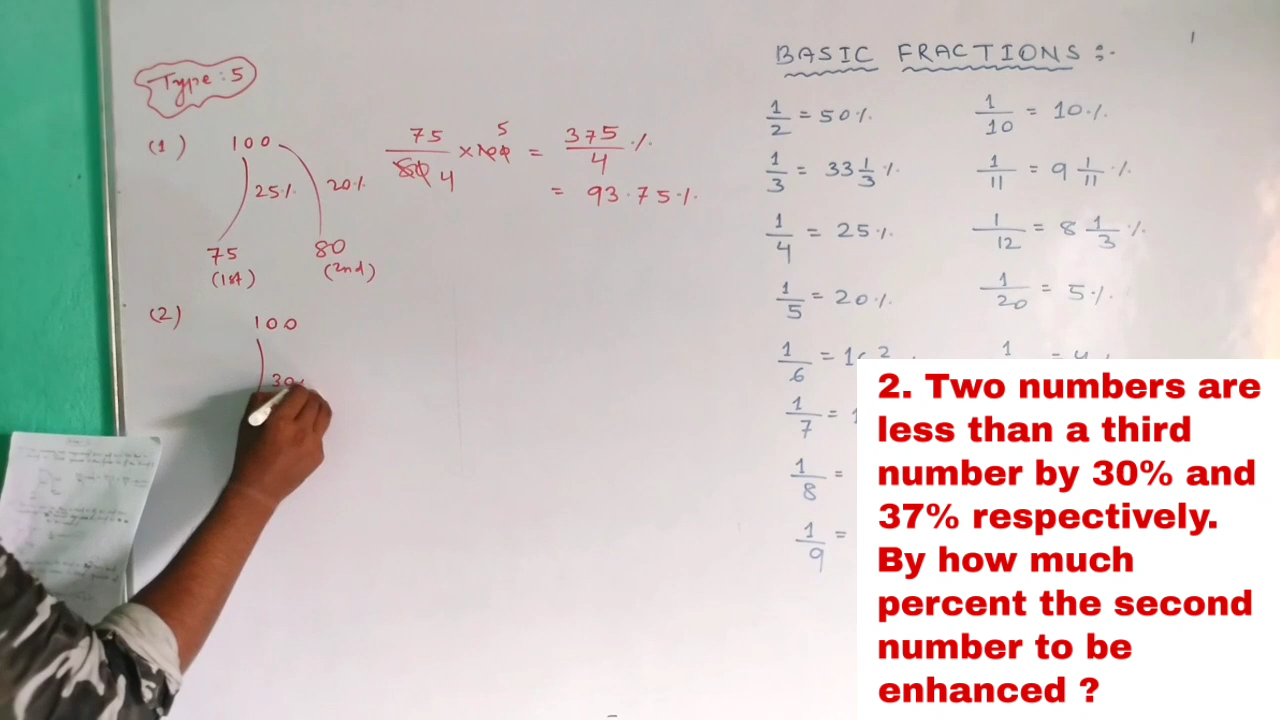 Type : 5
(1) 100
25%
20%
75
(1st)
80
(2nd)
75/80 4 × 100 5 = 375/4 %
= 93.75%
(2) 100
30%
BASIC FRACTIONS :-
1/2 = 50%
1/3 = 33 1/3 %
1/4 = 25%
1/5 = 20%
1/6 =
1/7 =
1/8 =
1/9 =
1/10 = 10%
1/11 = 9 1/11 %
1/12 = 8 1/3 %
1/20 = 5%
2. Two numbers are
less than a third
number by 30% and
37% respectively.
By how much
percent the second
number to be
enhanced ?